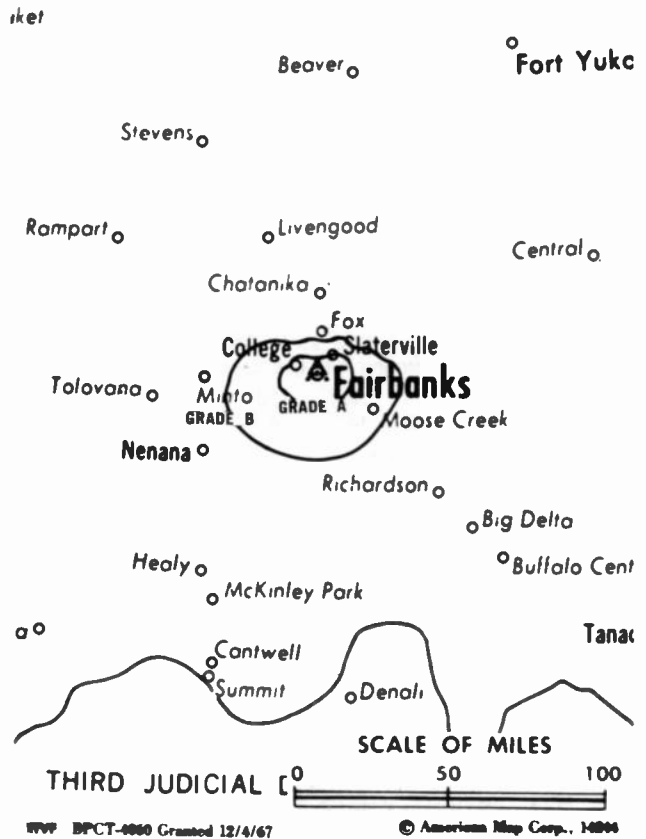 Beaver
Fort Yuko
Stevens
Rampart
Livengood
Central
Chatanika
Fox
College
Slaterville
Fairbanks
Tolovana
Minto
GRADE A
GRADE B
Moose Creek
Nenana
Richardson
Big Delta
Healy
Buffalo Cent
McKinley Park
a
Tanac
Cantwell
Summit
Denali
SCALE OF MILES
THIRD JUDICIAL
0 50 100
BPCT-4060 Granted 12/4/67
© American Map Corp.,